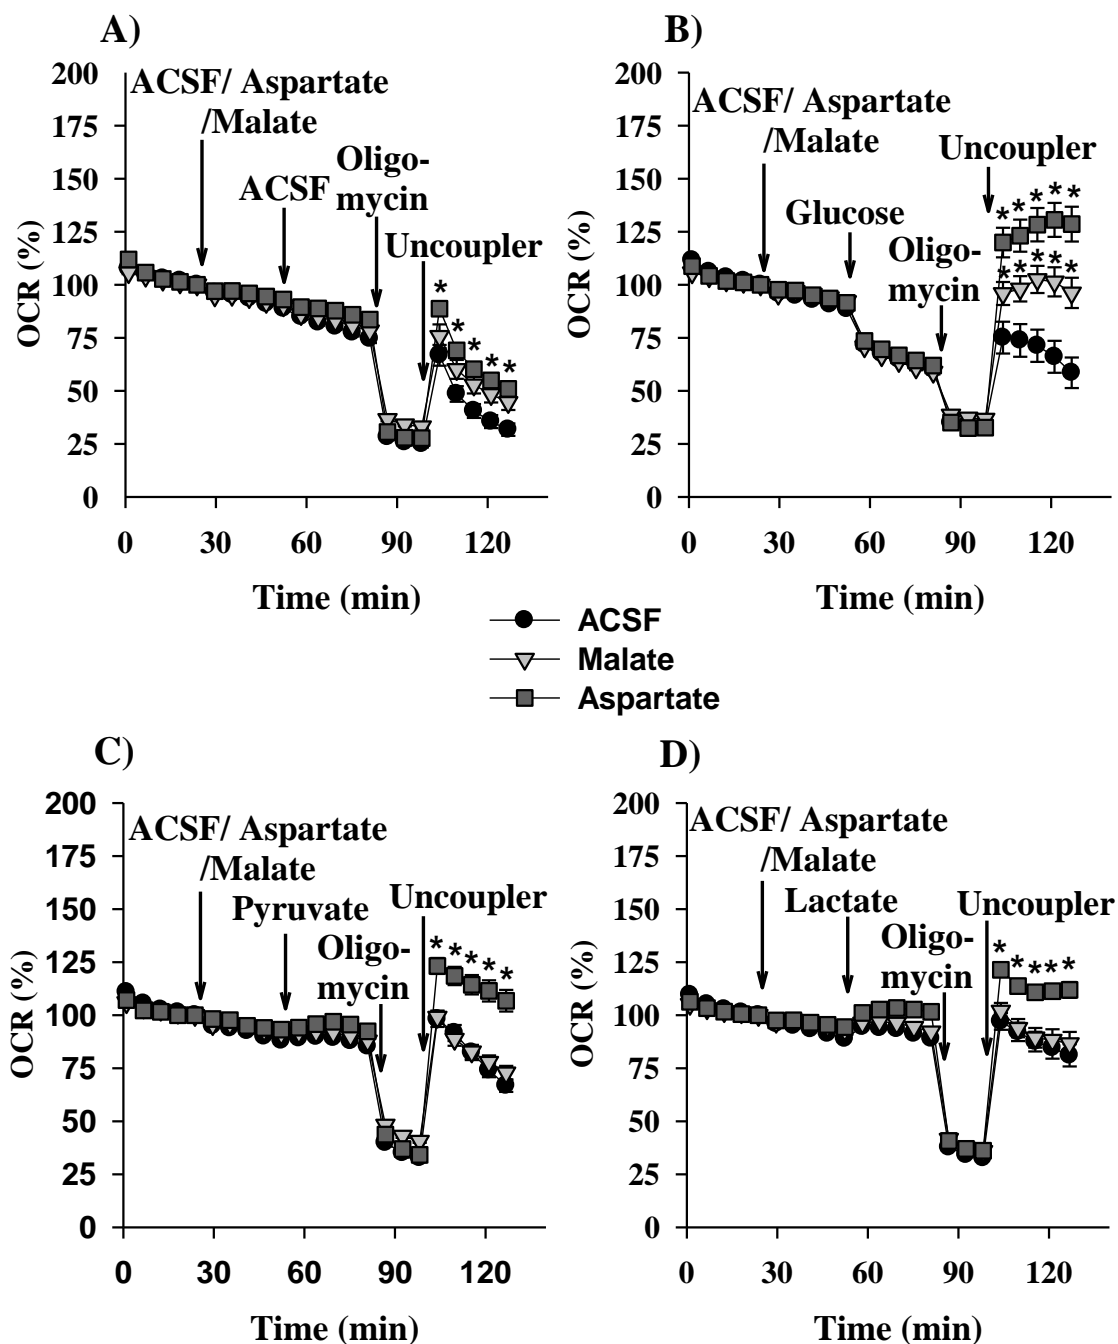 A)
200
175
150
125
100
75
50
25
0
OCR (%)
ACSF/ Aspartate
/Malate
ACSF
Oligo-
mycin
Uncoupler
*
* * * *
0 30 60 90 120
Time (min)
B)
200
175
150
125
100
75
50
25
0
OCR (%)
ACSF/ Aspartate
/Malate
Glucose
Oligo-
mycin
Uncoupler
* * * * *
* * * * *
0 30 60 90 120
Time (min)
ACSF
Malate
Aspartate
C)
200
175
150
125
100
75
50
25
0
OCR (%)
ACSF/ Aspartate
/Malate
Pyruvate
Oligo-
mycin
Uncoupler
* * * * *
0 30 60 90 120
Time (min)
D)
200
175
150
125
100
75
50
25
0
OCR (%)
ACSF/ Aspartate
/Malate
Lactate
Oligo-
mycin
Uncoupler
* * * * *
0 30 60 90 120
Time (min)